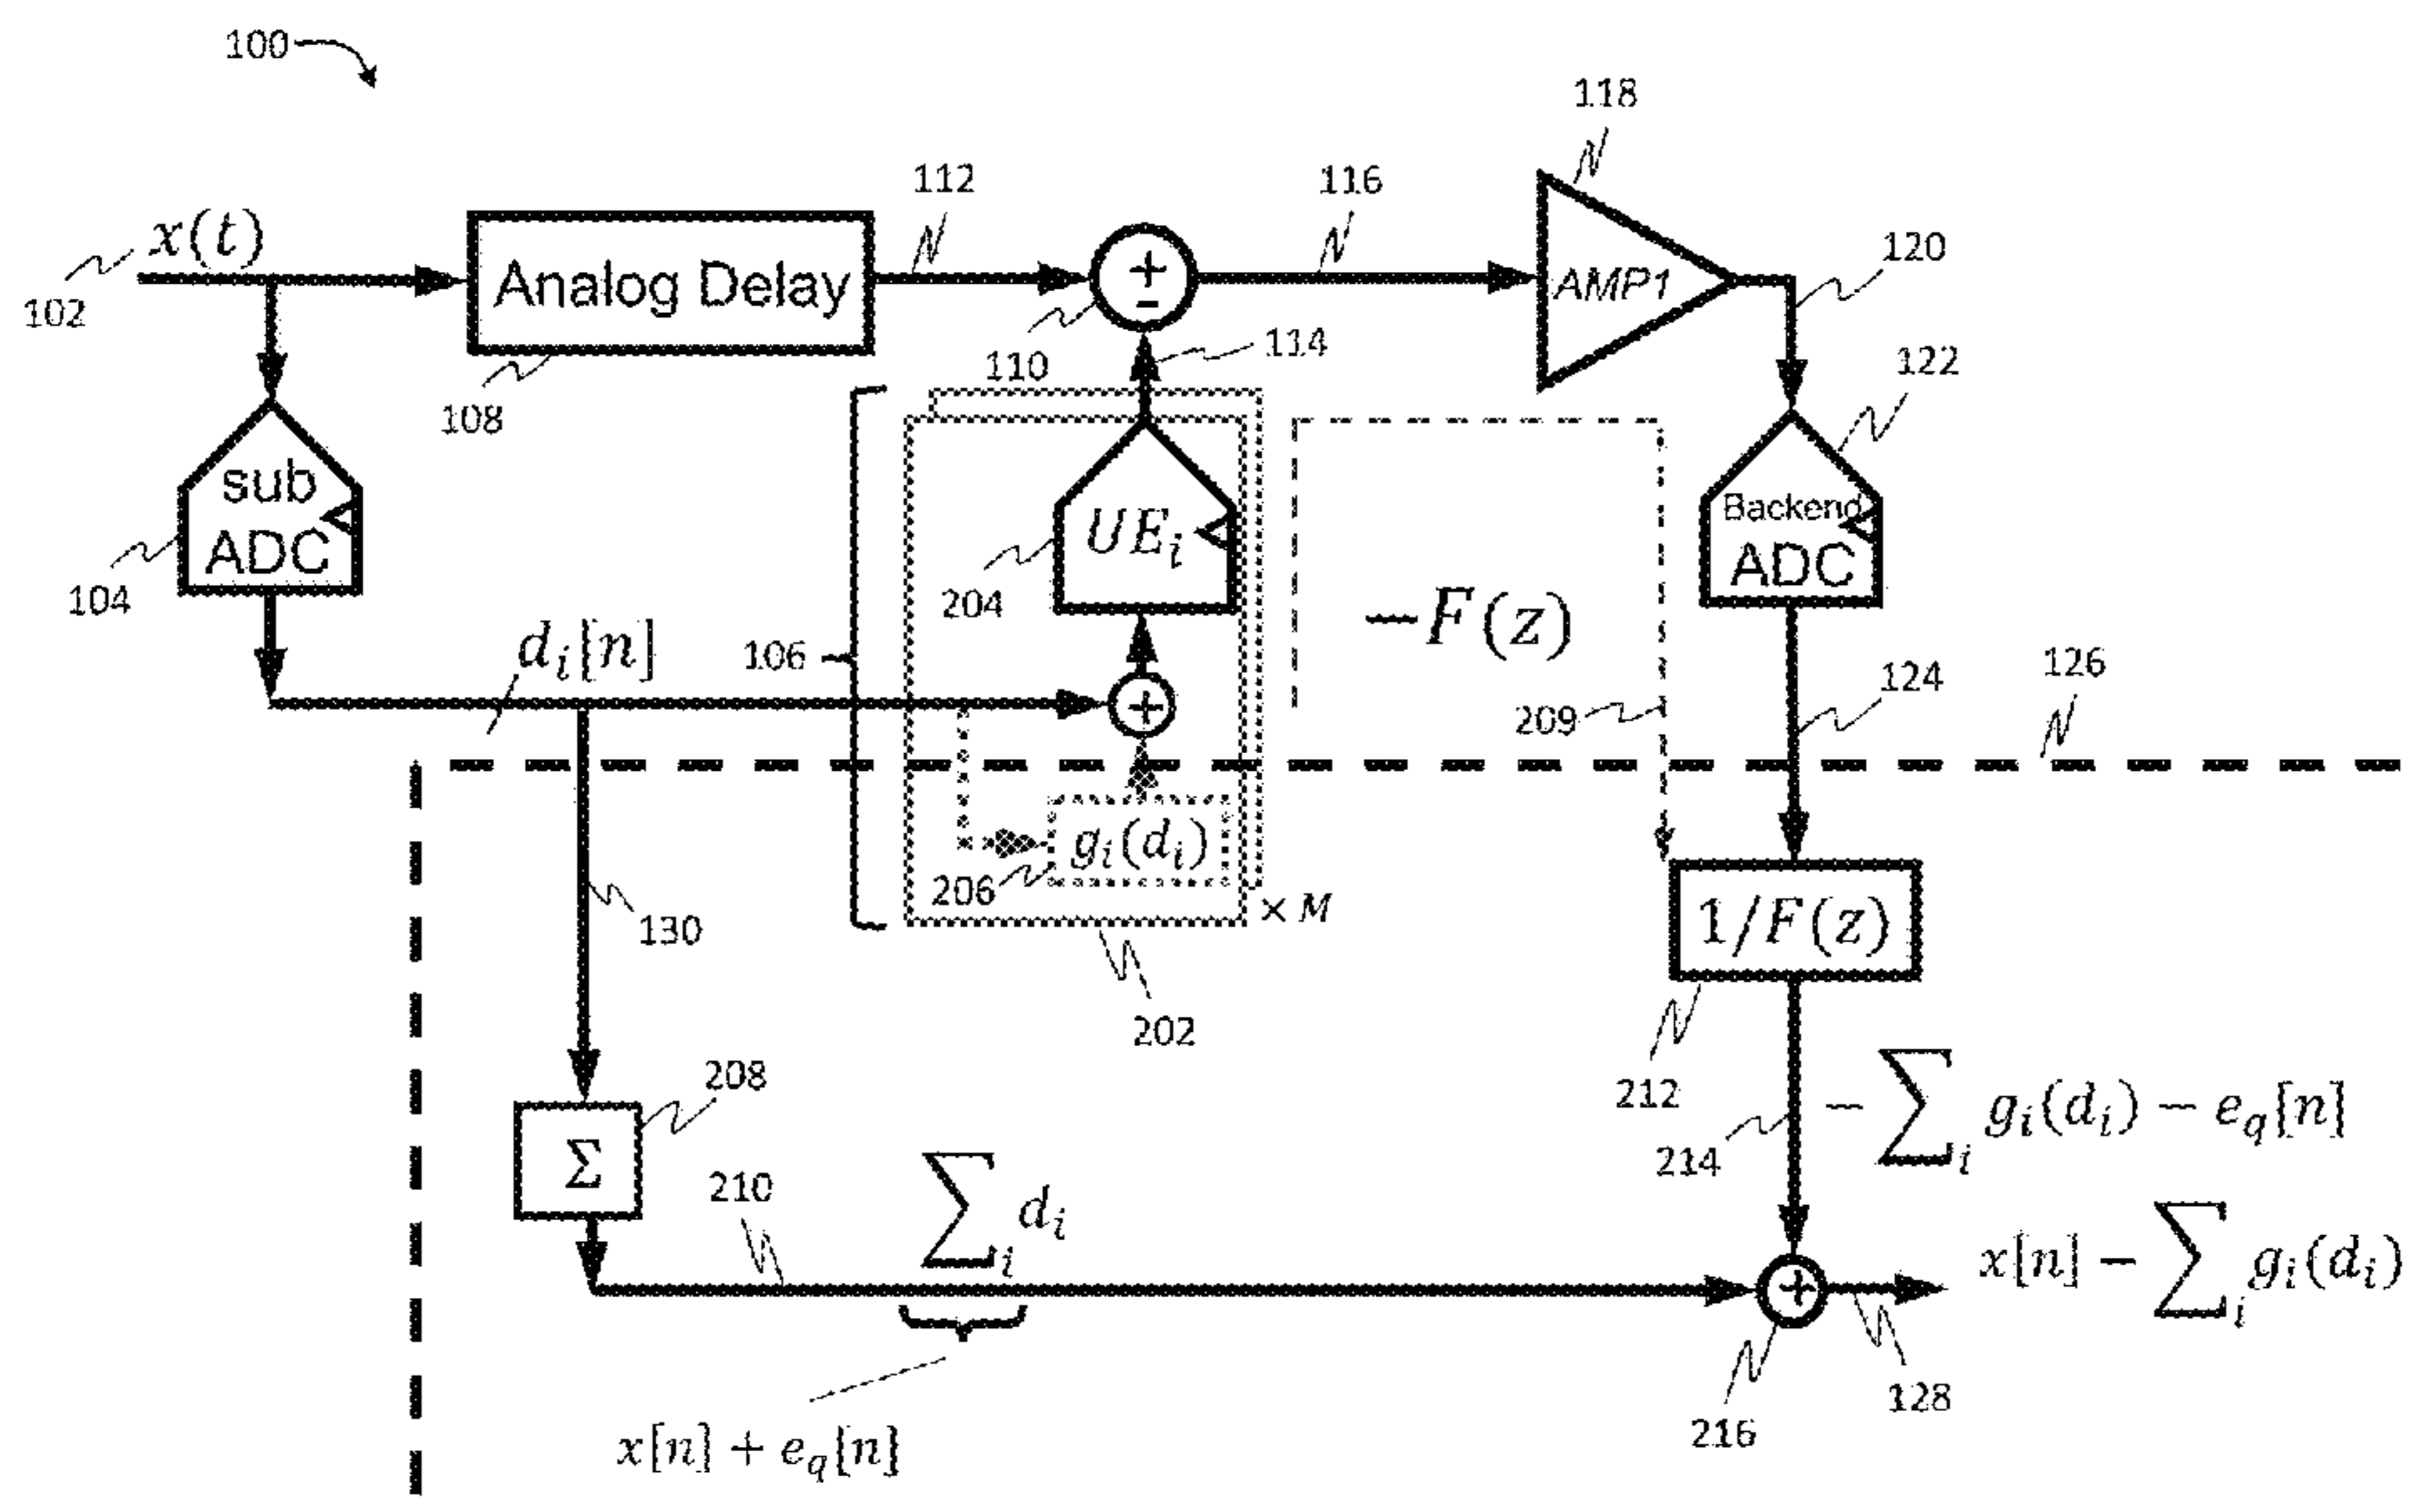 100
118
112
116
x(t)
120
102
Analog Delay
+
-
AMP1
110
114
122
108
sub
ADC
UE_i
Backend
ADC
104
204
d_i[n]
106
−F(z)
126
124
+
209
g_i(d_i)
206
× M
1/F(z)
130
202
208
212
Σ
214
− ∑_i g_i(d_i) − e_q[n]
210
∑_i d_i
+
x[n] − ∑_i g_i(d_i)
128
216
x[n] + e_q[n]